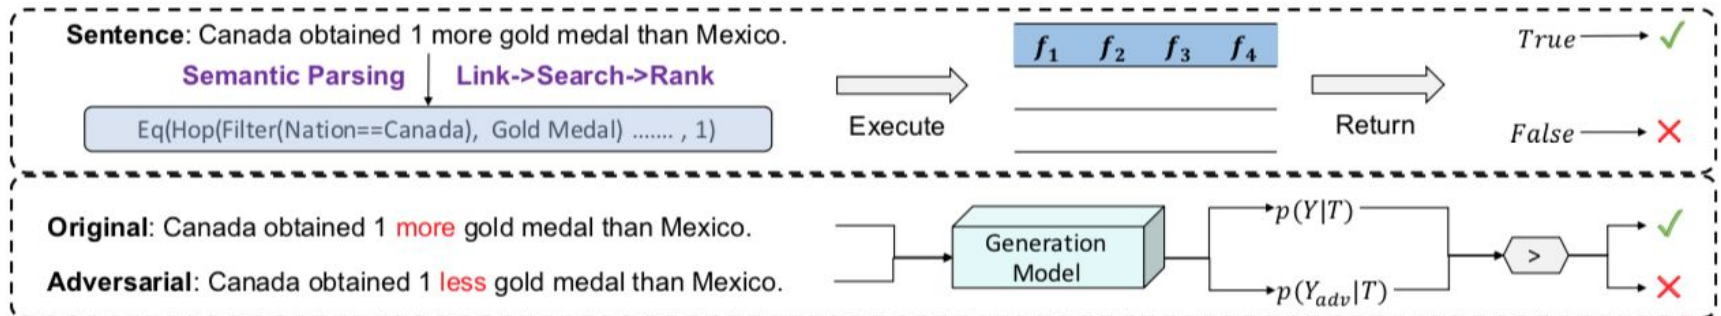 Sentence: Canada obtained 1 more gold medal than Mexico.
Semantic Parsing Link->Search->Rank
Eq(Hop(Filter(Nation==Canada), Gold Medal) ....... , 1)
Execute
f₁ f₂ f₃ f₄
Return
True
False
Original: Canada obtained 1 more gold medal than Mexico.
Adversarial: Canada obtained 1 less gold medal than Mexico.
Generation
Model
p(Y|T)
p(Y_adv|T)
>